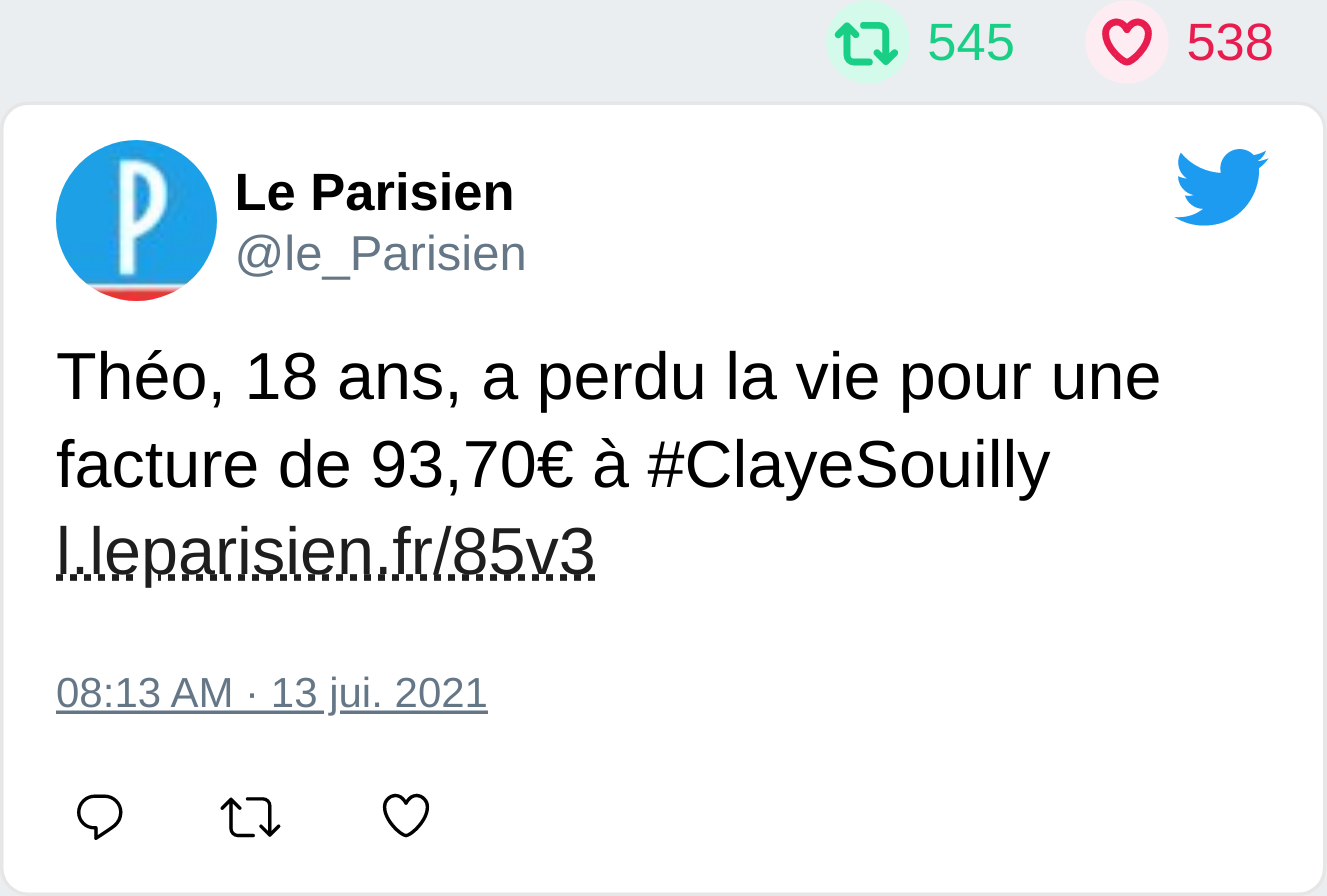 545 538
Le Parisien
@le_Parisien
Théo, 18 ans, a perdu la vie pour une
facture de 93,70€ à #ClayeSouilly
l.leparisien.fr/85v3
08:13 AM · 13 jui. 2021